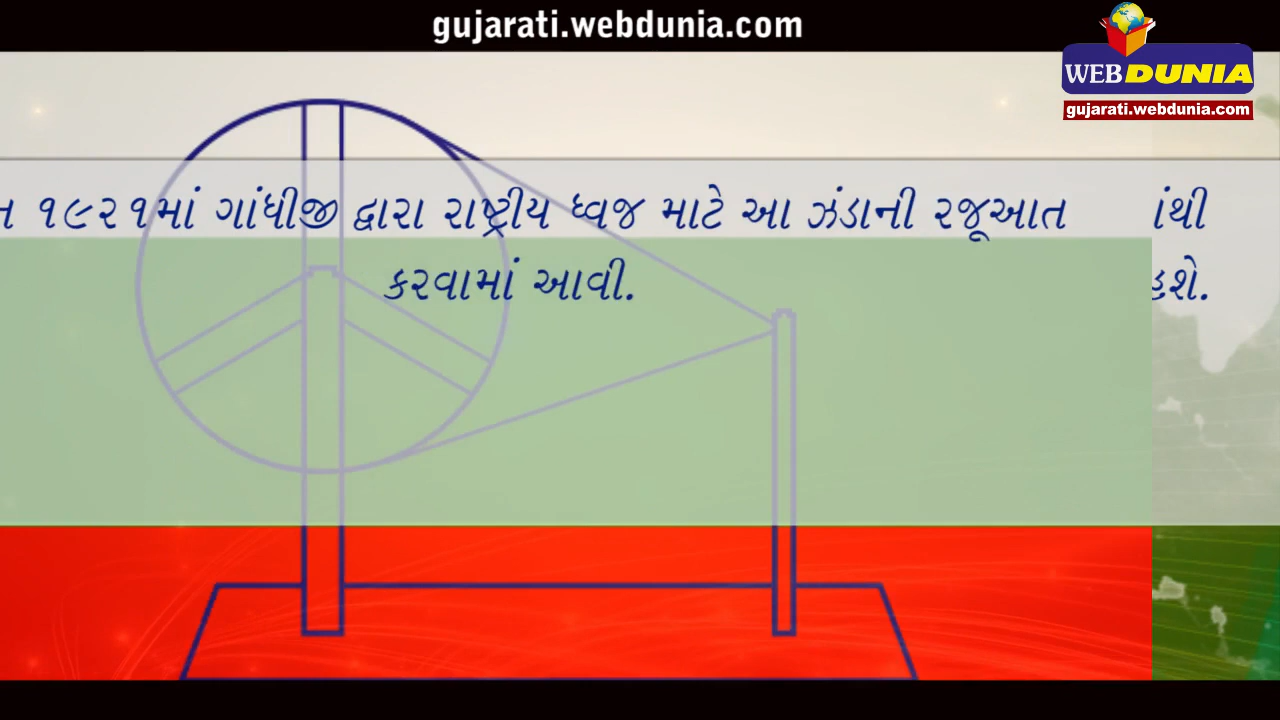 gujarati.webdunia.com
WEBDUNIA
gujarati.webdunia.com
૧૯૨૧માં ગાંધીજી દ્વારા રાષ્ટ્રીય ધ્વજ માટે આ ઝંડાની રજૂઆત
કરવામાં આવી.